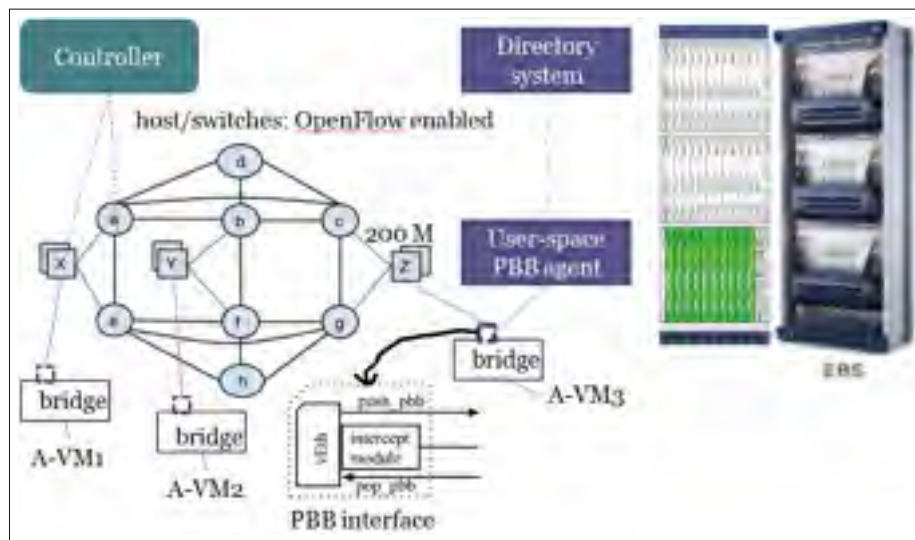 Controller
Directory
system
host/switches: OpenFlow enabled
d
a
b
c
200 M
X
Y
Z
User-space
PBB agent
e
f
g
h
bridge
bridge
bridge
A-VM1
A-VM2
A-VM3
push_pbb
VEth
intercept
module
pop_pbb
PBB interface